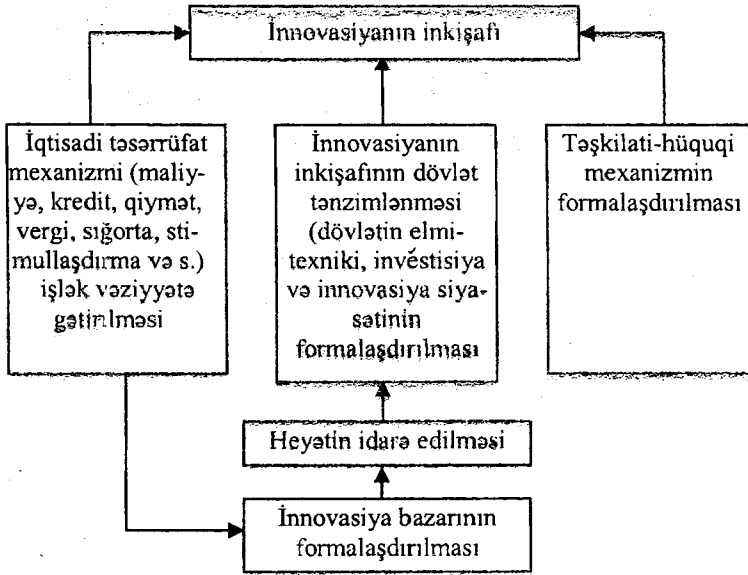 İnnovasiyanın inkişafı
İqtisadi təsərrüfat
mexanizmi (maliy-
yə, kredit, qiymət,
vergi, sığorta, sti-
mullaşdırma və s.)
işlək vəziyyətə
gətirilməsi
İnnovasiyanın
inkişafının dövlət
tənzimlənməsi
(dövlətin elmi-
texniki, investisiya
və innovasiya siya-
sətinin
formalaşdırılması
Təşkilati-hüquqi
mexanizmin
formalaşdırılması
Heyətin idarə edilməsi
İnnovasiya bazarının
formalaşdırılması